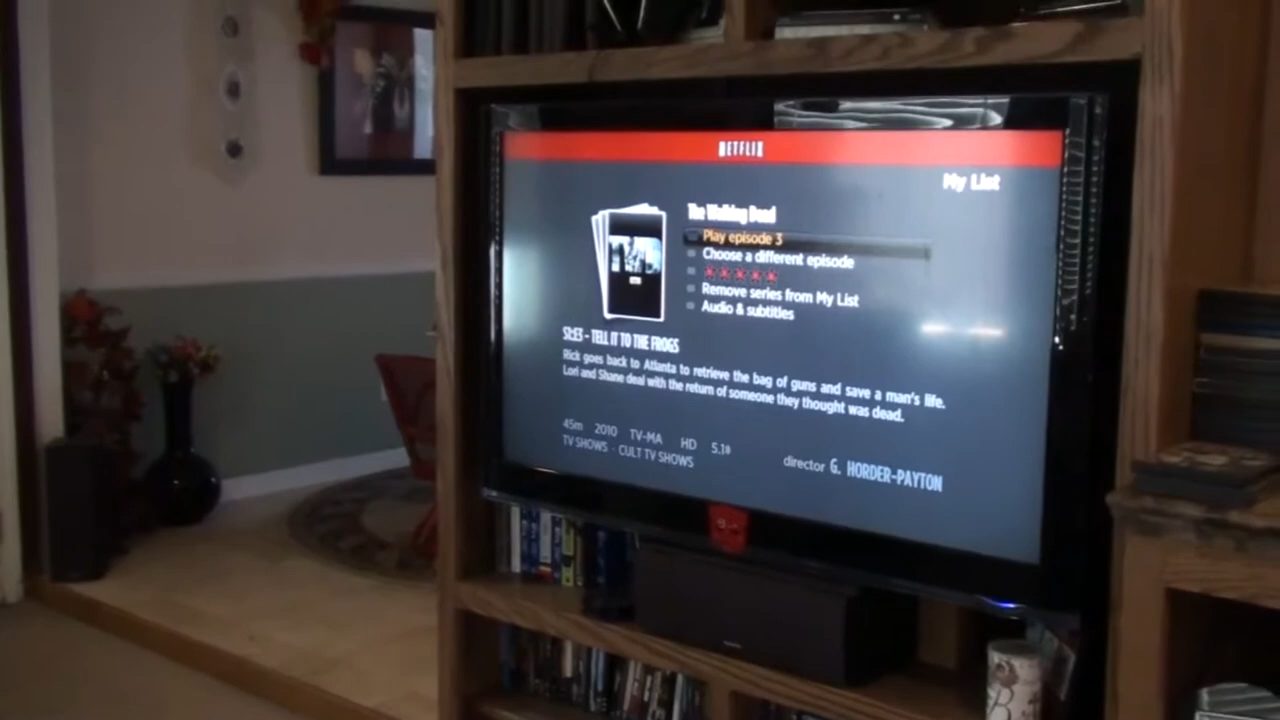 NETFLIX
My List
The Walking Dead
Play episode 3
Choose a different episode
Remove series from My List
Audio & subtitles
S1:E3 - TELL IT TO THE FROGS
Rick goes back to Atlanta to retrieve the bag of guns and save a man's life.
Lori and Shane deal with the return of someone they thought was dead.
45m 2010 TV-MA HD 5.1
TV SHOWS · CULT TV SHOWS
director G. HORDER-PAYTON